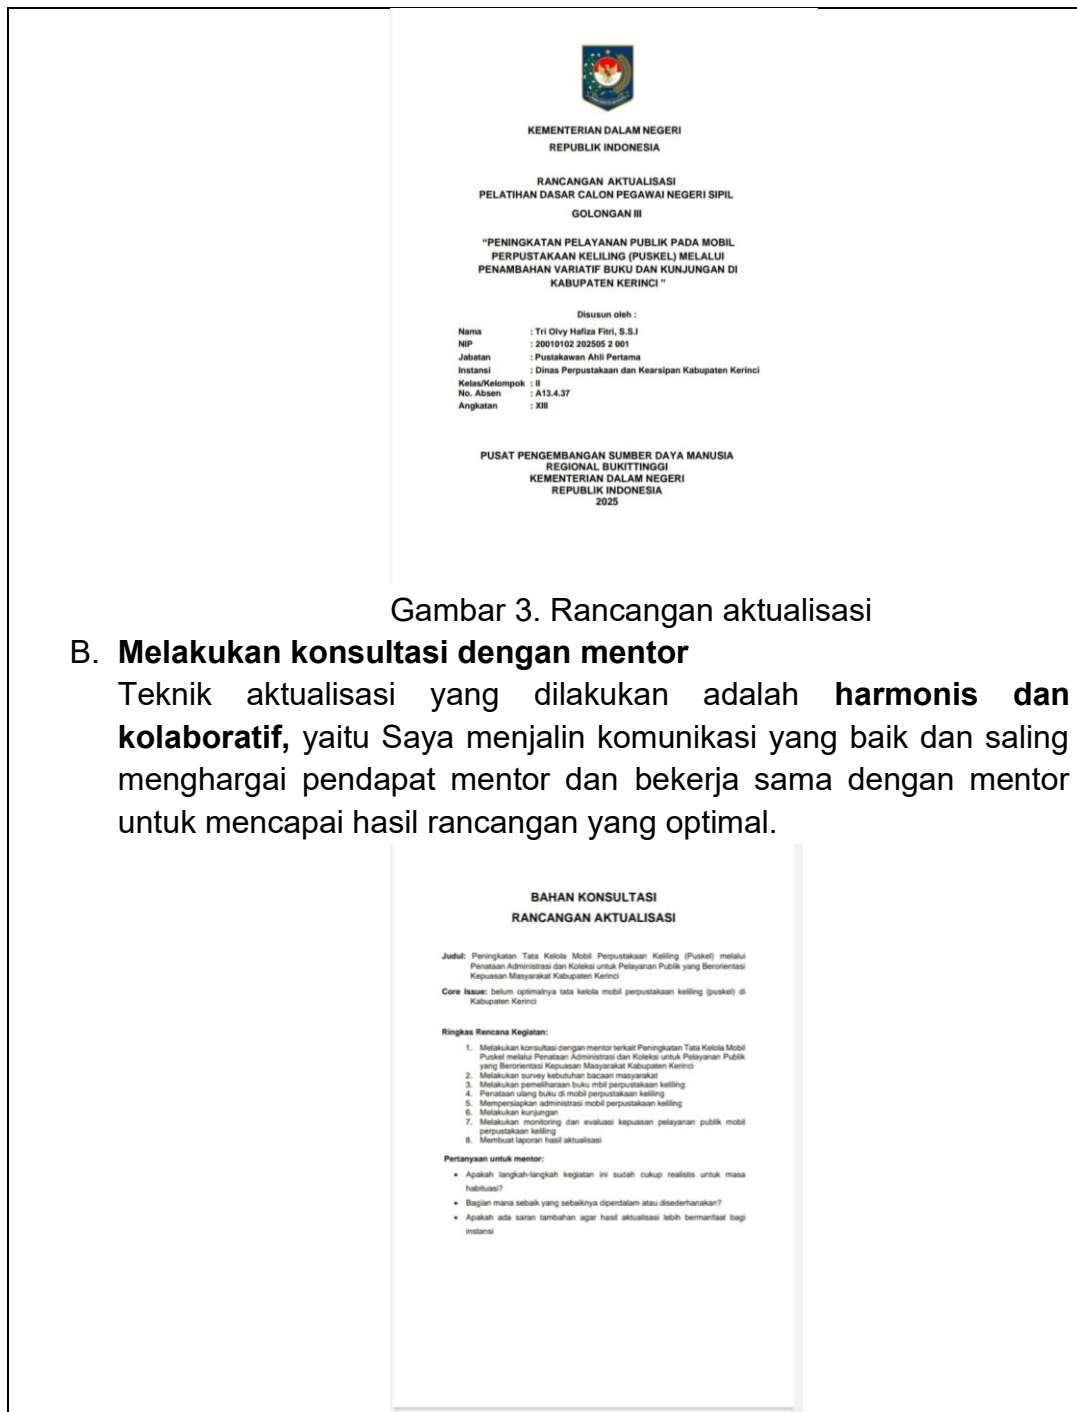 KEMENTERIAN DALAM NEGERI
REPUBLIK INDONESIA
RANCANGAN AKTUALISASI
PELATIHAN DASAR CALON PEGAWAI NEGERI SIPIL
GOLONGAN III
“PENINGKATAN PELAYANAN PUBLIK PADA MOBIL
PERPUSTAKAAN KELILING (PUSKEL) MELALUI
PENAMBAHAN VARIATIF BUKU DAN KUNJUNGAN DI
KABUPATEN KERINCI ”
Disusun oleh :
Nama : Tri Olvy Hafiza Fitri, S.S.I
NIP : 20010102 202505 2 001
Jabatan : Pustakawan Ahli Pertama
Instansi : Dinas Perpustakaan dan Kearsipan Kabupaten Kerinci
Kelas/Kelompok : II
No. Absen : A13.4.37
Angkatan : XIII
PUSAT PENGEMBANGAN SUMBER DAYA MANUSIA
REGIONAL BUKITTINGGI
KEMENTERIAN DALAM NEGERI
REPUBLIK INDONESIA
2025
Gambar 3. Rancangan aktualisasi
B. Melakukan konsultasi dengan mentor
Teknik aktualisasi yang dilakukan adalah harmonis dan
kolaboratif, yaitu Saya menjalin komunikasi yang baik dan saling
menghargai pendapat mentor dan bekerja sama dengan mentor
untuk mencapai hasil rancangan yang optimal.
BAHAN KONSULTASI
RANCANGAN AKTUALISASI
Judul: Peningkatan Tata Kelola Mobil Perpustakaan Keliling (Puskel) melalui
Penataan Administrasi dan Koleksi untuk Pelayanan Publik yang Berorientasi
Kepuasan Masyarakat Kabupaten Kerinci
Core Issue: belum optimalnya tata kelola mobil perpustakaan keliling (puskel) di
Kabupaten Kerinci
Ringkas Rencana Kegiatan:
1. Melakukan konsultasi dengan mentor terkait Peningkatan Tata Kelola Mobil
Puskel melalui Penataan Administrasi dan Koleksi untuk Pelayanan Publik
yang Berorientasi Kepuasan Masyarakat Kabupaten Kerinci
2. Melakukan survey kebutuhan bacaan masyarakat
3. Melakukan pemeliharaan buku mbil perpustakaan keliling
4. Penataan ulang buku di mobil perpustakaan keliling
5. Mempersiapkan administrasi mobil perpustakaan keliling
6. Melakukan kunjungan
7. Melakukan monitoring dan evaluasi kepuasan pelayanan publik mobil
perpustakaan keliling
8. Membuat laporan hasil aktualisasi
Pertanyaan untuk mentor:
• Apakah langkah-langkah kegiatan ini sudah cukup realistis untuk masa
habituasi?
• Bagian mana sebaik yang sebaiknya diperdalam atau disederhanakan?
• Apakah ada saran tambahan agar hasil aktualisasi lebih bermanfaat bagi
instansi